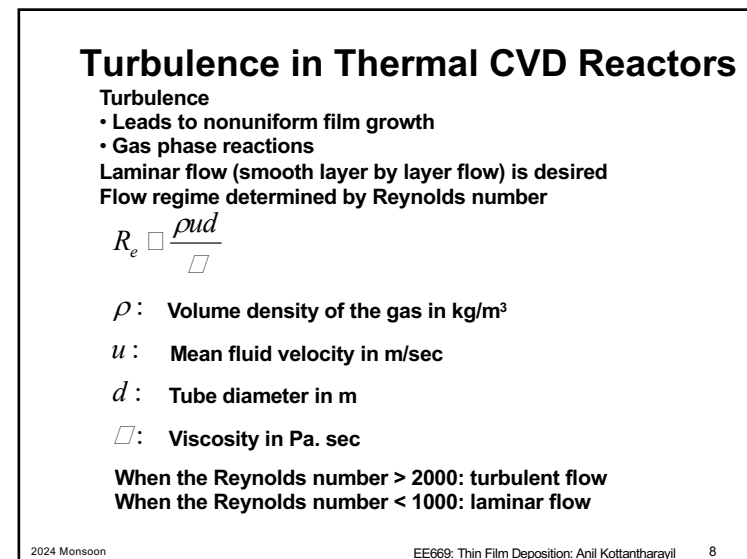 Turbulence in Thermal CVD Reactors
Turbulence
• Leads to nonuniform film growth
• Gas phase reactions
Laminar flow (smooth layer by layer flow) is desired
Flow regime determined by Reynolds number
Rₑ □ ρud / □
ρ : Volume density of the gas in kg/m³
u : Mean fluid velocity in m/sec
d : Tube diameter in m
□: Viscosity in Pa. sec
When the Reynolds number > 2000: turbulent flow
When the Reynolds number < 1000: laminar flow
2024 Monsoon
EE669: Thin Film Deposition: Anil Kottantharayil 8